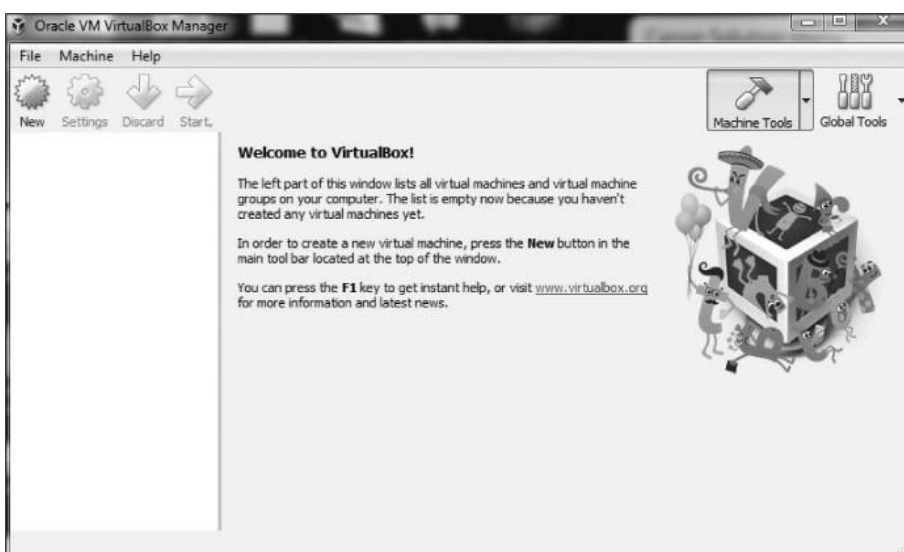 Oracle VM VirtualBox Manager
File Machine Help
New Settings Discard Start
Machine Tools Global Tools
Welcome to VirtualBox!
The left part of this window lists all virtual machines and virtual machine
groups on your computer. The list is empty now because you haven't
created any virtual machines yet.
In order to create a new virtual machine, press the New button in the
main tool bar located at the top of the window.
You can press the F1 key to get instant help, or visit www.virtualbox.org
for more information and latest news.